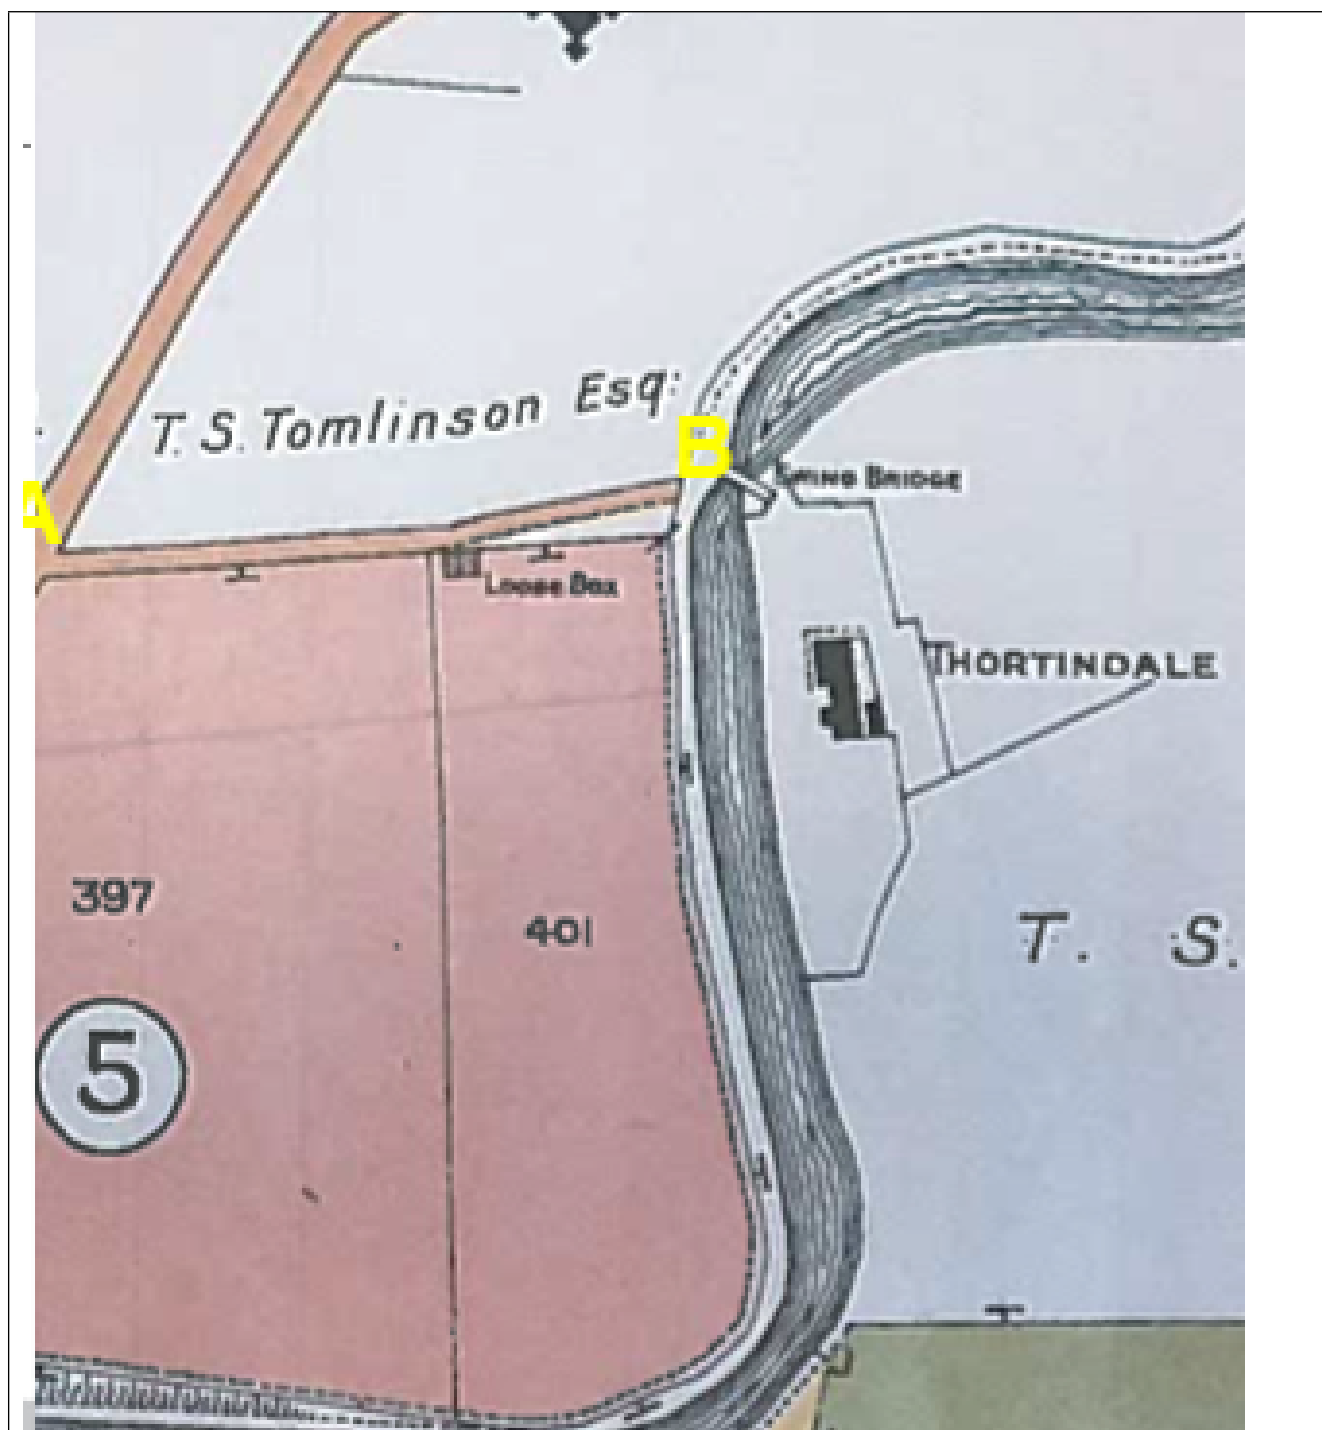 T. S. Tomlinson Esq:
A
B
SWING BRIDGE
LOOSE BOX
THORTINDALE
397
401
T. S.
5